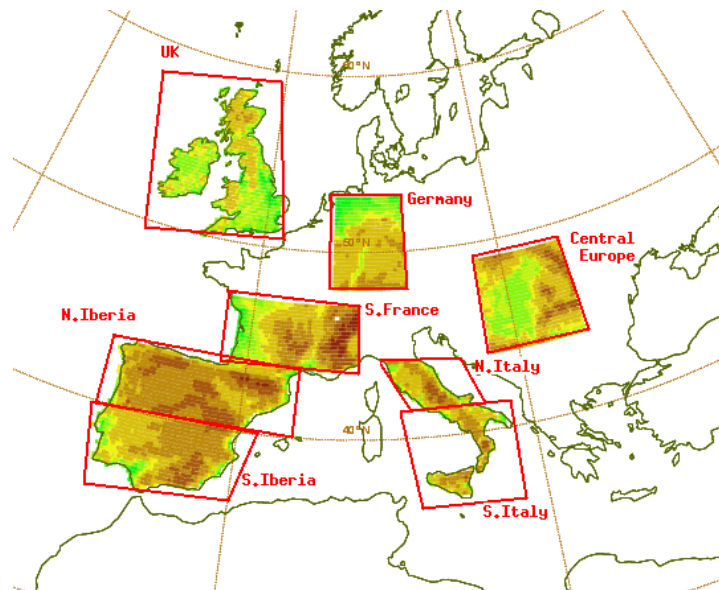 UK
60°N
Germany
50°N
Central
Europe
N.Iberia
S.France
N.Italy
40°N
S.Iberia
S.Italy